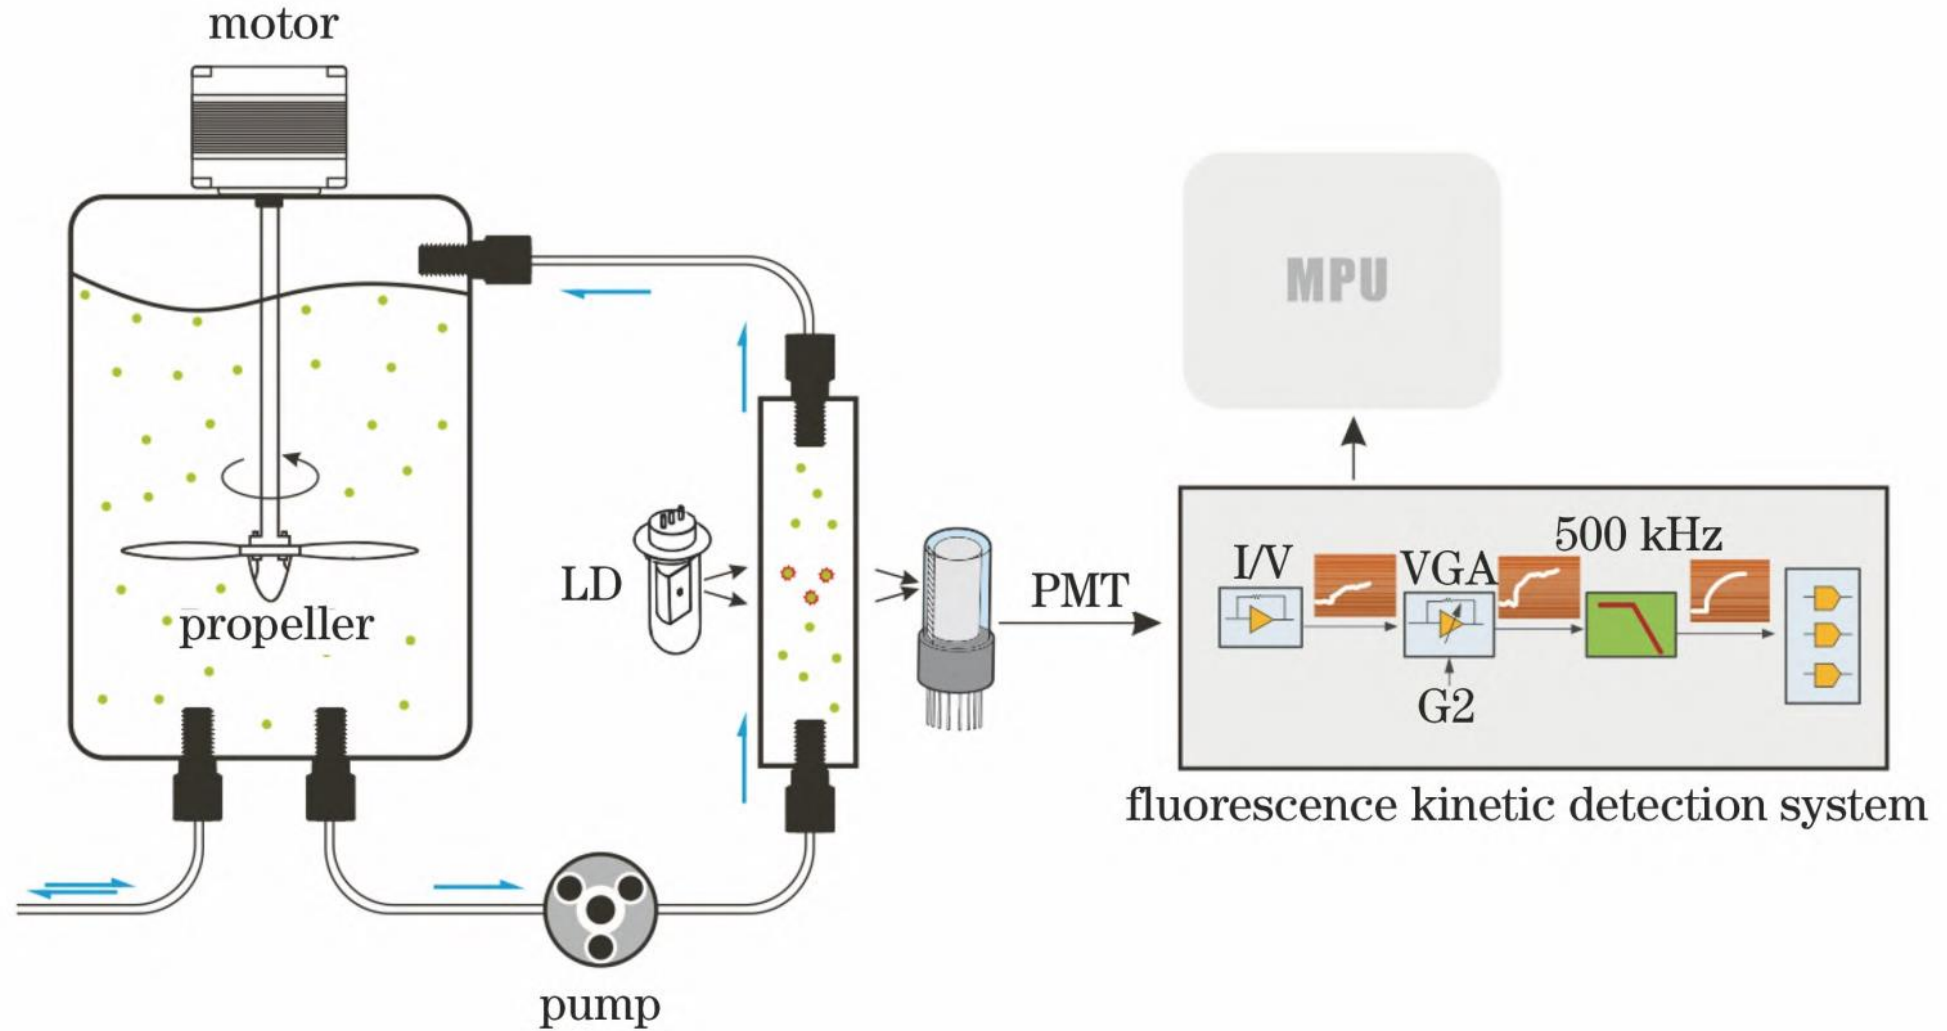 motor
MPU
500 kHz
I/V
VGA
LD
PMT
propeller
G2
fluorescence kinetic detection system
pump